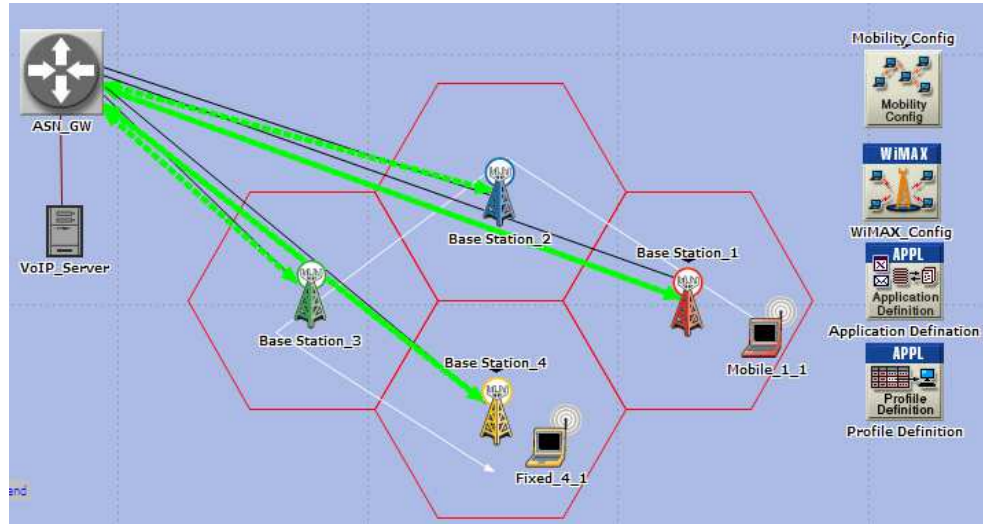 Mobility_Config
Mobility
Config
ASN_GW
WiMAX
WiMAX_Config
VoIP_Server
Base Station_2
Base Station_1
APPL
Application
Definition
Application Defination
Base Station_3
Base Station_4
Mobile_1_1
APPL
Profile
Definition
Profile Definition
Fixed_4_1
and